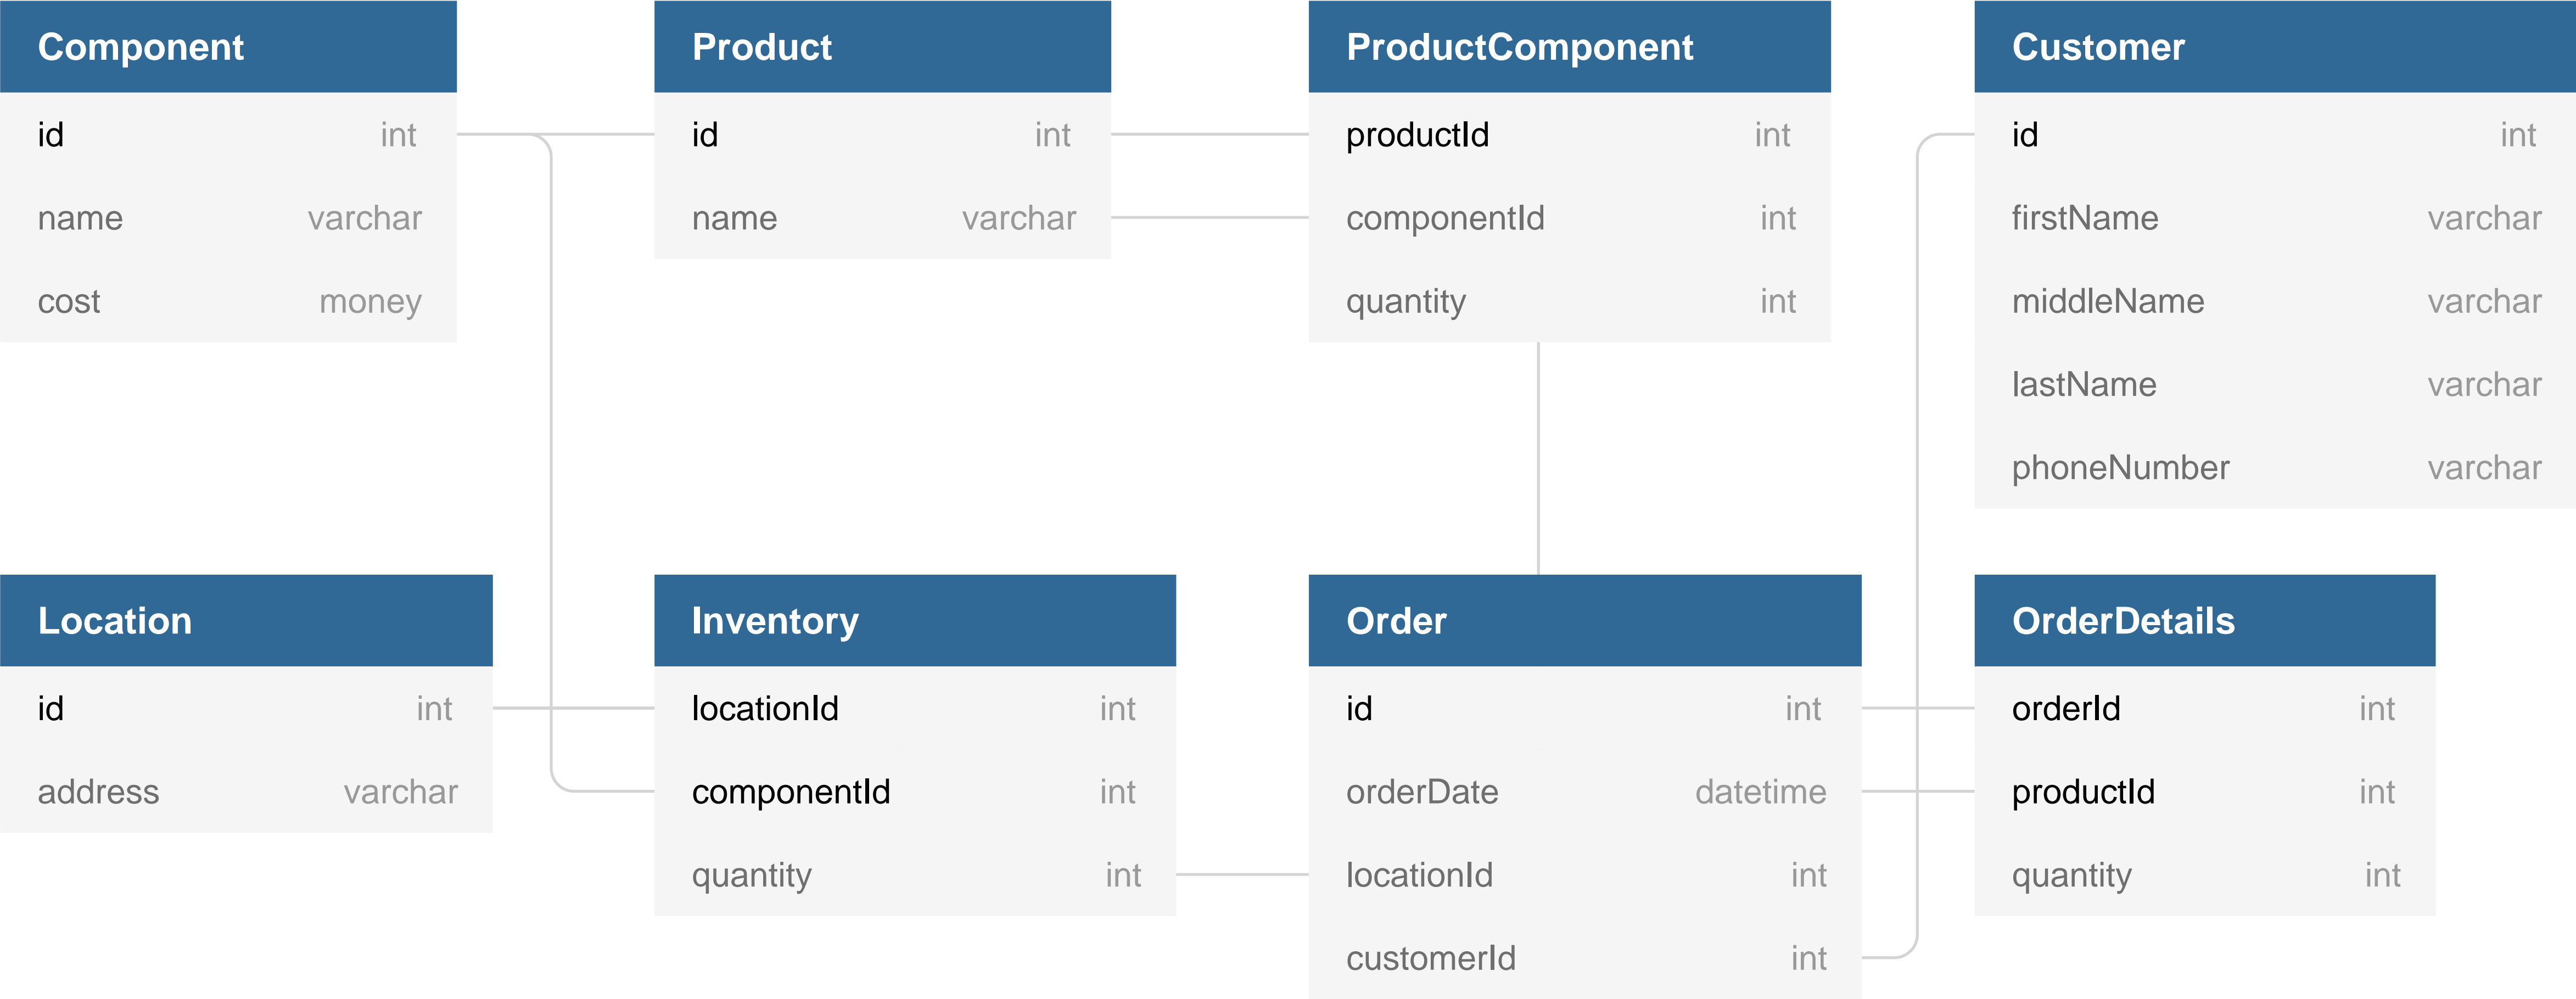 Component
id int
name varchar
cost money
Product
id int
name varchar
ProductComponent
productId int
componentId int
quantity int
Customer
id int
firstName varchar
middleName varchar
lastName varchar
phoneNumber varchar
Location
id int
address varchar
Inventory
locationId int
componentId int
quantity int
Order
id int
orderDate datetime
locationId int
customerId int
OrderDetails
orderId int
productId int
quantity int